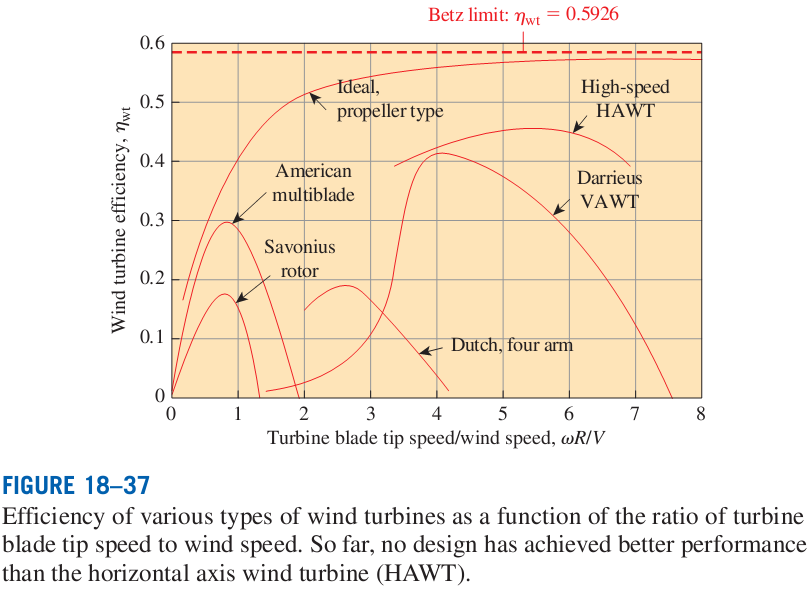 Betz limit: ηwt = 0.5926
0.6
0.5
0.4
0.3
0.2
0.1
0
Wind turbine efficiency, ηwt
Ideal,
propeller type
High-speed
HAWT
American
multiblade
Darrieus
VAWT
Savonius
rotor
Dutch, four arm
0 1 2 3 4 5 6 7 8
Turbine blade tip speed/wind speed, ωR/V
FIGURE 18–37
Efficiency of various types of wind turbines as a function of the ratio of turbine
blade tip speed to wind speed. So far, no design has achieved better performance
than the horizontal axis wind turbine (HAWT).